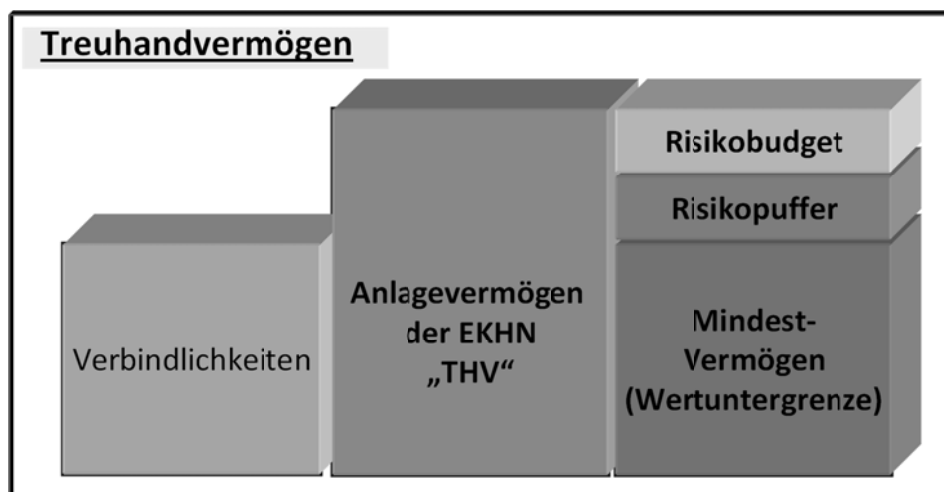 Treuhandvermögen
Verbindlichkeiten
Anlagevermögen
der EKHN
„THV“
Risikobudget
Risikopuffer
Mindest-
Vermögen
(Wertuntergrenze)